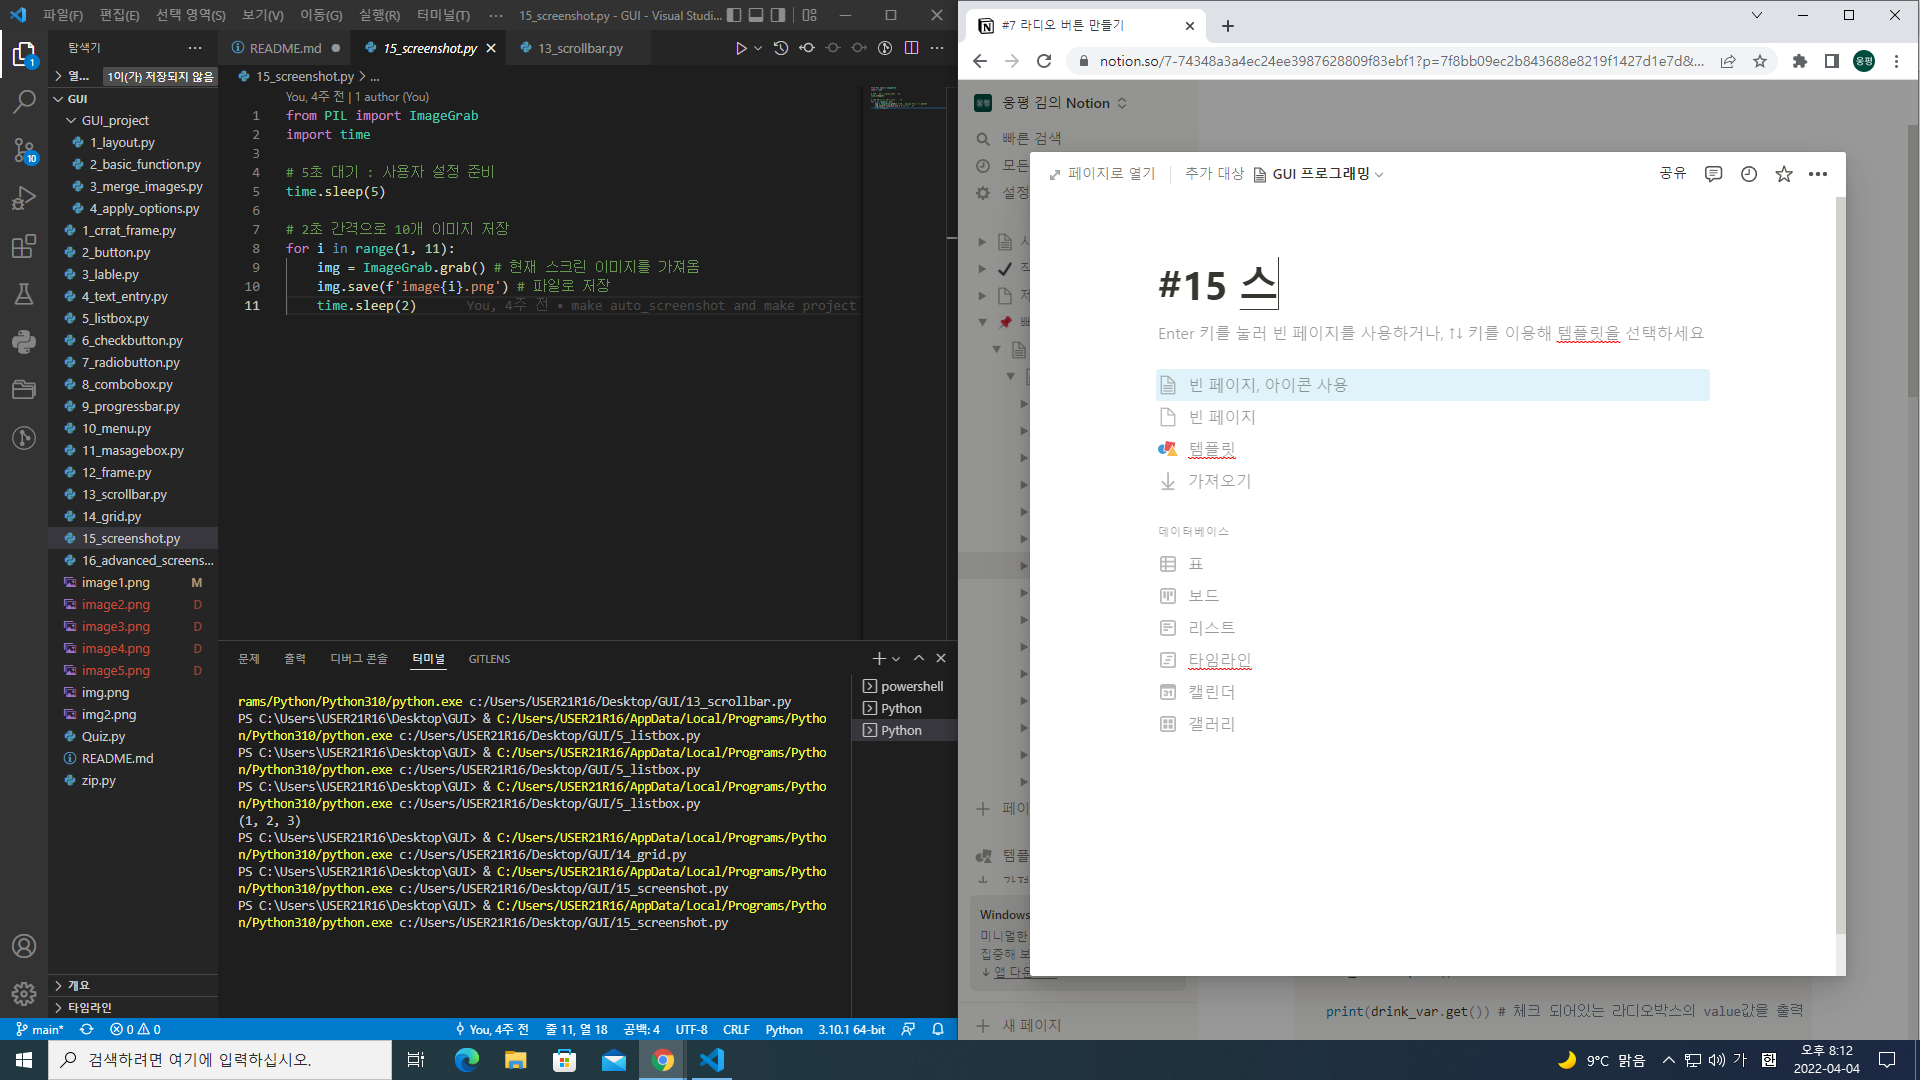 파일(F) 편집(E) 선택 영역(S) 보기(V) 이동(G) 실행(R) 터미널(T) ··· 15_screenshot.py - GUI - Visual Studi...
탐색기
열... 1이(가) 저장되지 않음
GUI
GUI_project
1_layout.py
2_basic_function.py
3_merge_images.py
4_apply_options.py
1_crrat_frame.py
2_button.py
3_lable.py
4_text_entry.py
5_listbox.py
6_checkbutton.py
7_radiobutton.py
8_combobox.py
9_progressbar.py
10_menu.py
11_masagebox.py
12_frame.py
13_scrollbar.py
14_grid.py
15_screenshot.py
16_advanced_screens...
image1.png M
image2.png D
image3.png D
image4.png D
image5.png D
img.png
img2.png
Quiz.py
README.md
zip.py
개요
타임라인
1
10
README.md 15_screenshot.py 13_scrollbar.py
15_screenshot.py > ...
You, 4주 전 | 1 author (You)
1 from PIL import ImageGrab
2 import time
3
4 # 5초 대기 : 사용자 설정 준비
5 time.sleep(5)
6
7 # 2초 간격으로 10개 이미지 저장
8 for i in range(1, 11):
9 img = ImageGrab.grab() # 현재 스크린 이미지를 가져옴
10 img.save(f'image{i}.png') # 파일로 저장
11 time.sleep(2) You, 4주 전 • make auto_screenshot and make project
문제 출력 디버그 콘솔 터미널 GITLENS
powershell
Python
Python
rams/Python/Python310/python.exe c:/Users/USER21R16/Desktop/GUI/13_scrollbar.py
PS C:\Users\USER21R16\Desktop\GUI> & C:/Users/USER21R16/AppData/Local/Programs/Pytho
n/Python310/python.exe c:/Users/USER21R16/Desktop/GUI/5_listbox.py
PS C:\Users\USER21R16\Desktop\GUI> & C:/Users/USER21R16/AppData/Local/Programs/Pytho
n/Python310/python.exe c:/Users/USER21R16/Desktop/GUI/5_listbox.py
PS C:\Users\USER21R16\Desktop\GUI> & C:/Users/USER21R16/AppData/Local/Programs/Pytho
n/Python310/python.exe c:/Users/USER21R16/Desktop/GUI/5_listbox.py
(1, 2, 3)
PS C:\Users\USER21R16\Desktop\GUI> & C:/Users/USER21R16/AppData/Local/Programs/Pytho
n/Python310/python.exe c:/Users/USER21R16/Desktop/GUI/14_grid.py
PS C:\Users\USER21R16\Desktop\GUI> & C:/Users/USER21R16/AppData/Local/Programs/Pytho
n/Python310/python.exe c:/Users/USER21R16/Desktop/GUI/15_screenshot.py
PS C:\Users\USER21R16\Desktop\GUI> & C:/Users/USER21R16/AppData/Local/Programs/Pytho
n/Python310/python.exe c:/Users/USER21R16/Desktop/GUI/15_screenshot.py
main* 0 0 You, 4주 전 줄 11, 열 18 공백: 4 UTF-8 CRLF Python 3.10.1 64-bit
#7 라디오 버튼 만들기
notion.so/7-74348a3a4ec24ee3987628809f83ebf1?p=7f8bb09ec2b843688e8219f1427d1e7d&... 웅평
웅평 웅평 김의 Notion
빠른 검색
모든
설정
페이지로 열기 추가 대상 GUI 프로그래밍 공유
#15 스
Enter 키를 눌러 빈 페이지를 사용하거나, ↑↓ 키를 이용해 템플릿을 선택하세요
빈 페이지, 아이콘 사용
빈 페이지
템플릿
가져오기
데이터베이스
표
보드
리스트
타임라인
31 캘린더
갤러리
템플
Windows
미니멀한
집중해 보
새 페이지
print(drink_var.get()) # 체크 되어있는 라디오박스의 value값을 출력
검색하려면 여기에 입력하십시오.
9°C 맑음
가 한
오후 8:12
2022-04-04